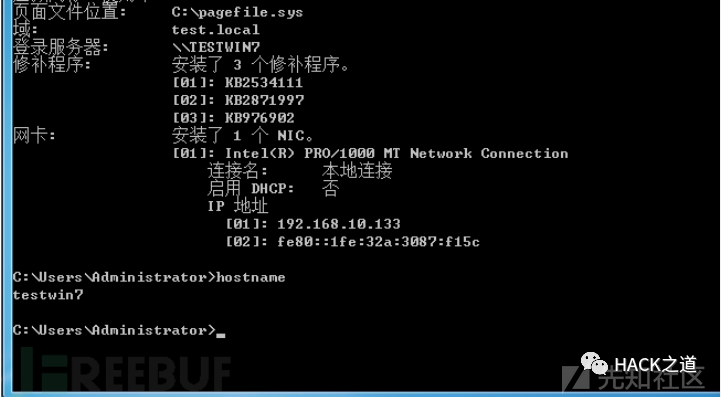 页面文件位置: C:\pagefile.sys
域: test.local
登录服务器: \\TESTWIN7
修补程序: 安装了 3 个修补程序。
[01]: KB2534111
[02]: KB2871997
[03]: KB976902
网卡: 安装了 1 个 NIC。
[01]: Intel(R) PRO/1000 MT Network Connection
连接名: 本地连接
启用 DHCP: 否
IP 地址
[01]: 192.168.10.133
[02]: fe80::1fe:32a:3087:f15c
C:\Users\Administrator>hostname
testwin7
C:\Users\Administrator>_
HACK之道
FREEBUF
先知社区